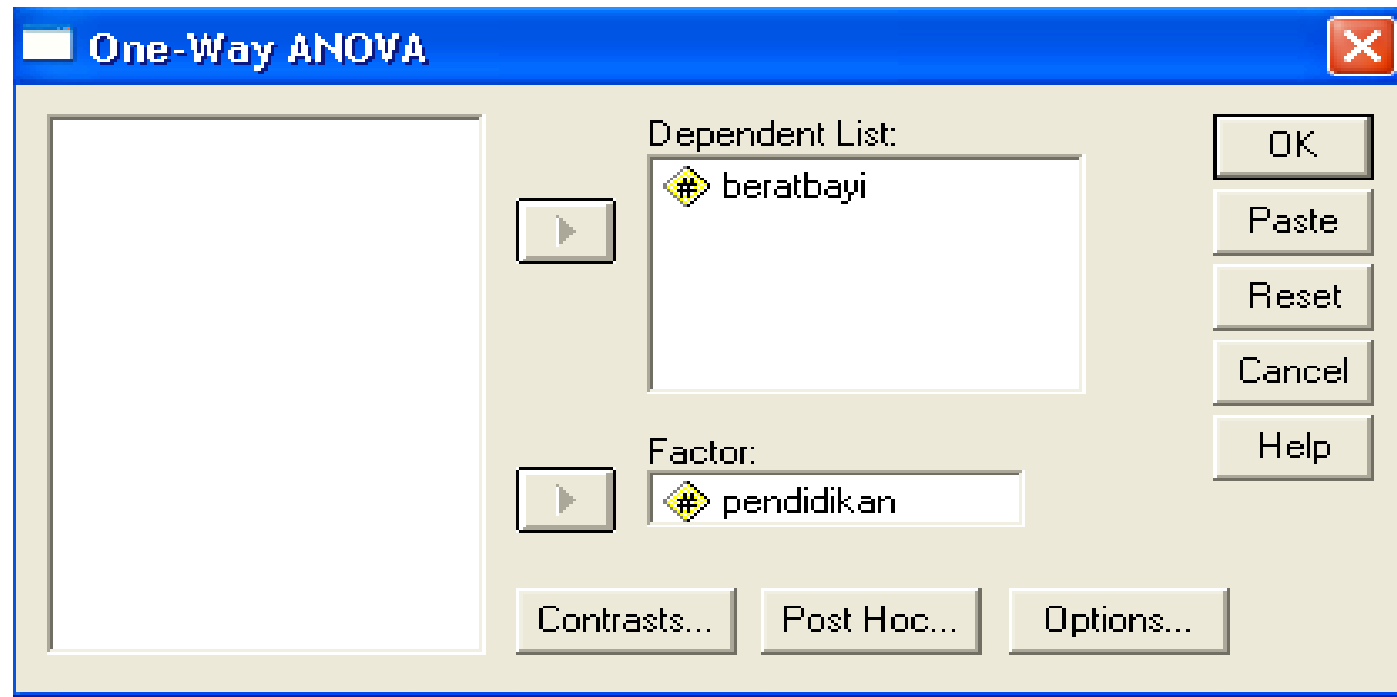 One-Way ANOVA
Dependent List:
beratbayi
Factor:
pendidikan
OK
Paste
Reset
Cancel
Help
Contrasts...
Post Hoc...
Options...